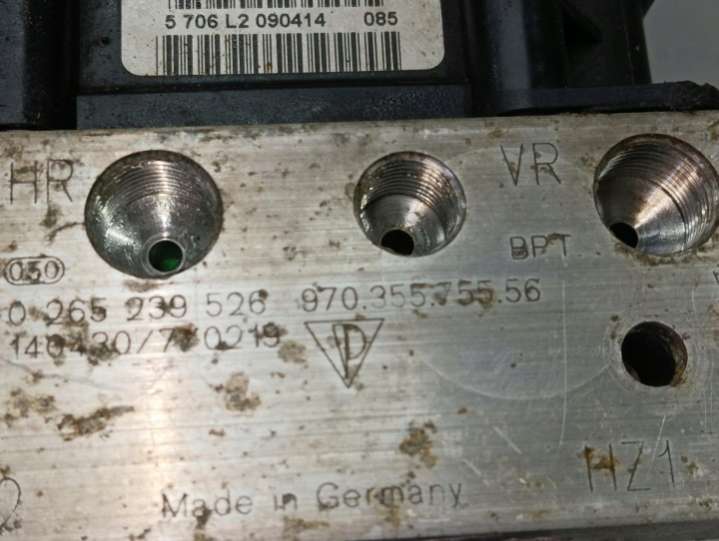 5 706 L2 090414 085
HR VR
BPT
050
0 265 239 526 970.355.755.56
P
HZ1
Made in Germany